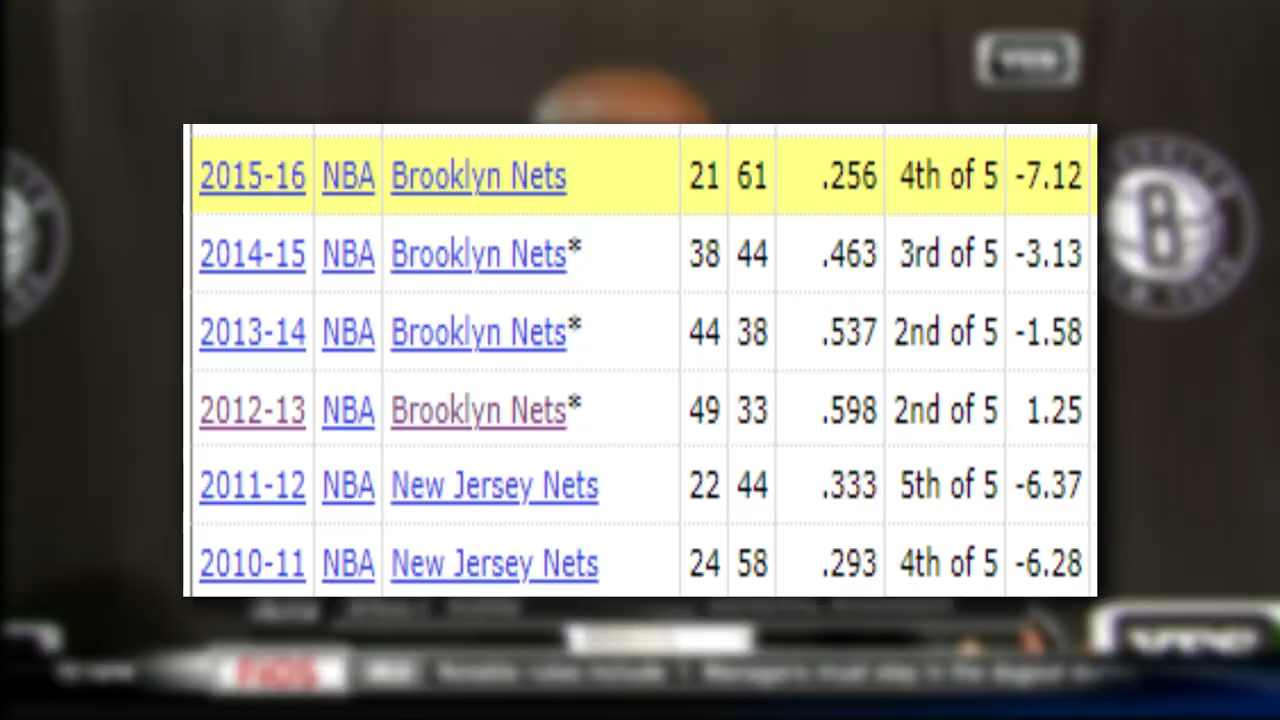 2015-16 NBA Brooklyn Nets 21 61 .256 4th of 5 -7.12
2014-15 NBA Brooklyn Nets* 38 44 .463 3rd of 5 -3.13
2013-14 NBA Brooklyn Nets* 44 38 .537 2nd of 5 -1.58
2012-13 NBA Brooklyn Nets* 49 33 .598 2nd of 5 1.25
2011-12 NBA New Jersey Nets 22 44 .333 5th of 5 -6.37
2010-11 NBA New Jersey Nets 24 58 .293 4th of 5 -6.28
B